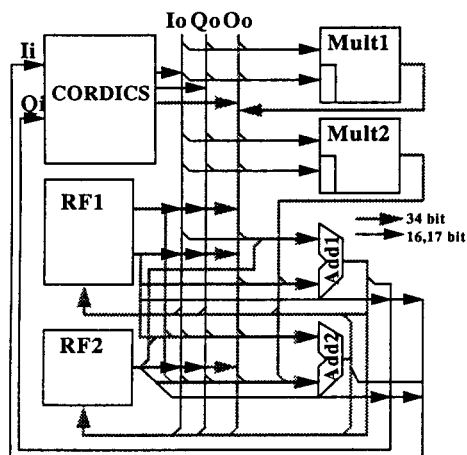 Io Qo Oo
Ii
Mult1
CORDICS
Qi
Mult2
RF1
34 bit
16,17 bit
Add1
RF2
Add2